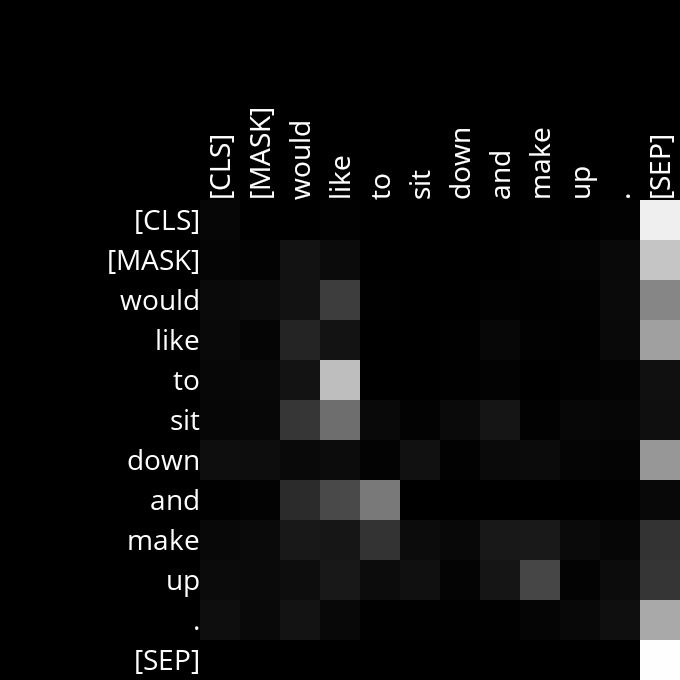 [CLS] [MASK] would like to sit down and make up . [SEP]
[CLS]
[MASK]
would
like
to
sit
down
and
make
up
.
[SEP]